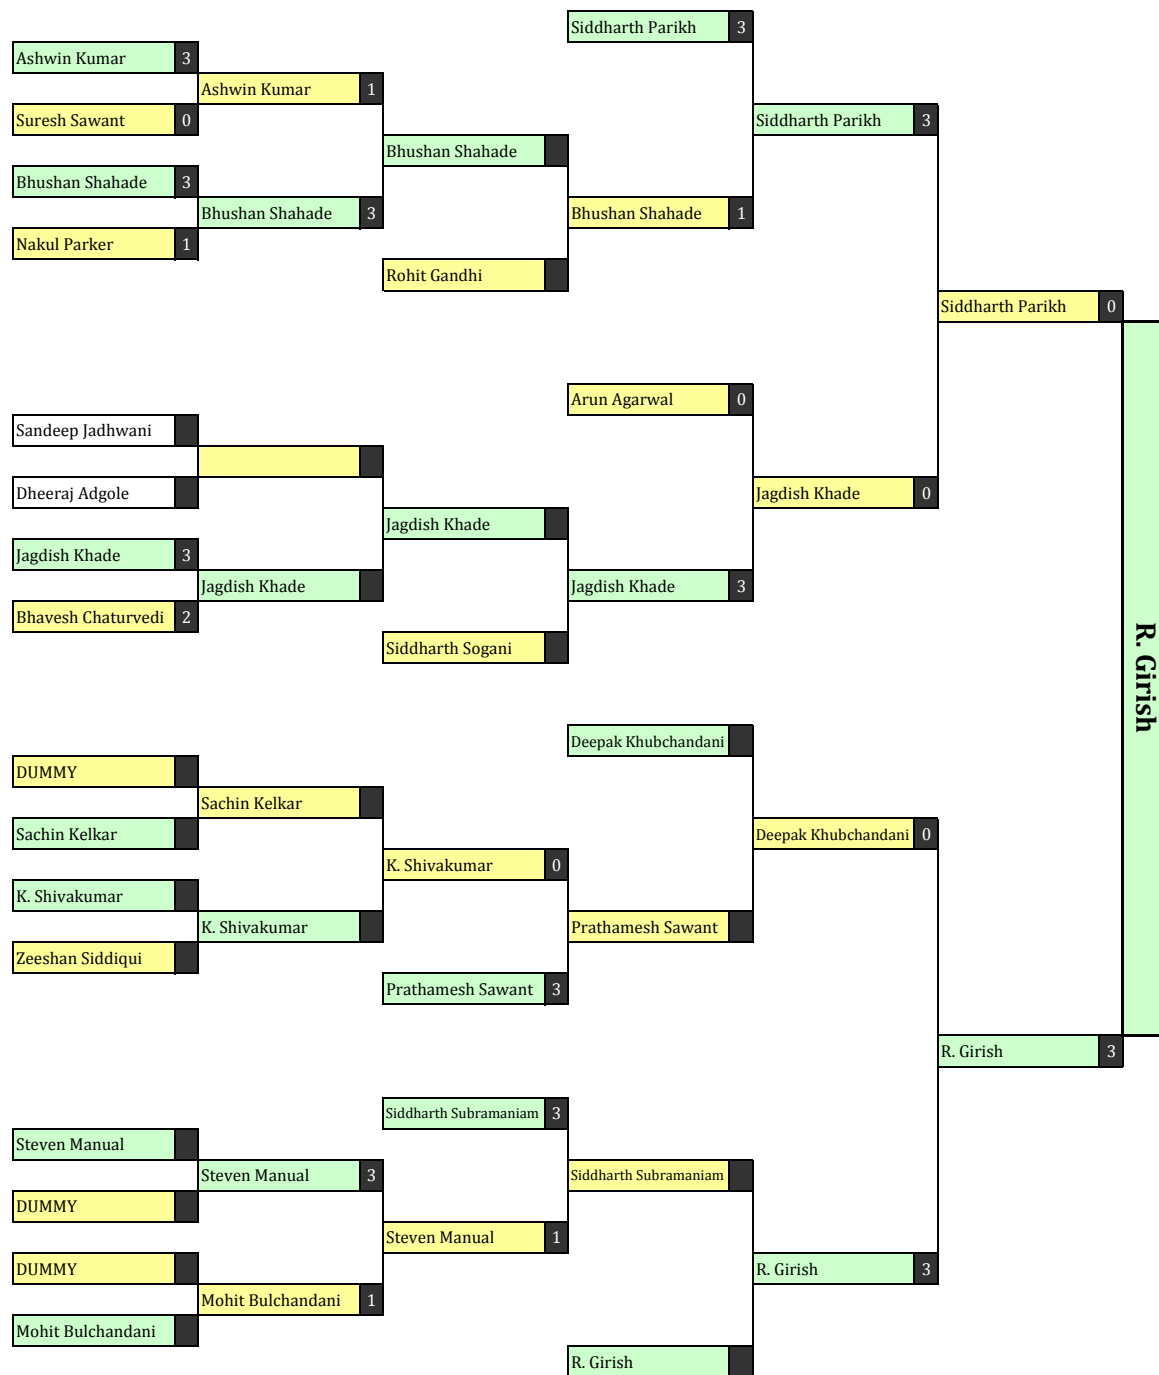 Siddharth Parikh 3
Ashwin Kumar 3
Ashwin Kumar 1
Suresh Sawant 0
Siddharth Parikh 3
Bhushan Shahade
Bhushan Shahade 3
Bhushan Shahade 3
Bhushan Shahade 1
Nakul Parker 1
Rohit Gandhi
Siddharth Parikh 0
Arun Agarwal 0
Sandeep Jadhwani
Dheeraj Adgole
Jagdish Khade 0
Jagdish Khade
Jagdish Khade 3
Jagdish Khade
Jagdish Khade 3
Bhavesh Chaturvedi 2
Siddharth Sogani
R. Girish
Deepak Khubchandani
DUMMY
Sachin Kelkar
Sachin Kelkar
Deepak Khubchandani 0
K. Shivakumar 0
K. Shivakumar
K. Shivakumar
Prathamesh Sawant
Zeeshan Siddiqui
Prathamesh Sawant 3
R. Girish 3
Siddharth Subramaniam 3
Steven Manual
Steven Manual 3
Siddharth Subramaniam
DUMMY
Steven Manual 1
DUMMY
R. Girish 3
Mohit Bulchandani 1
Mohit Bulchandani
R. Girish